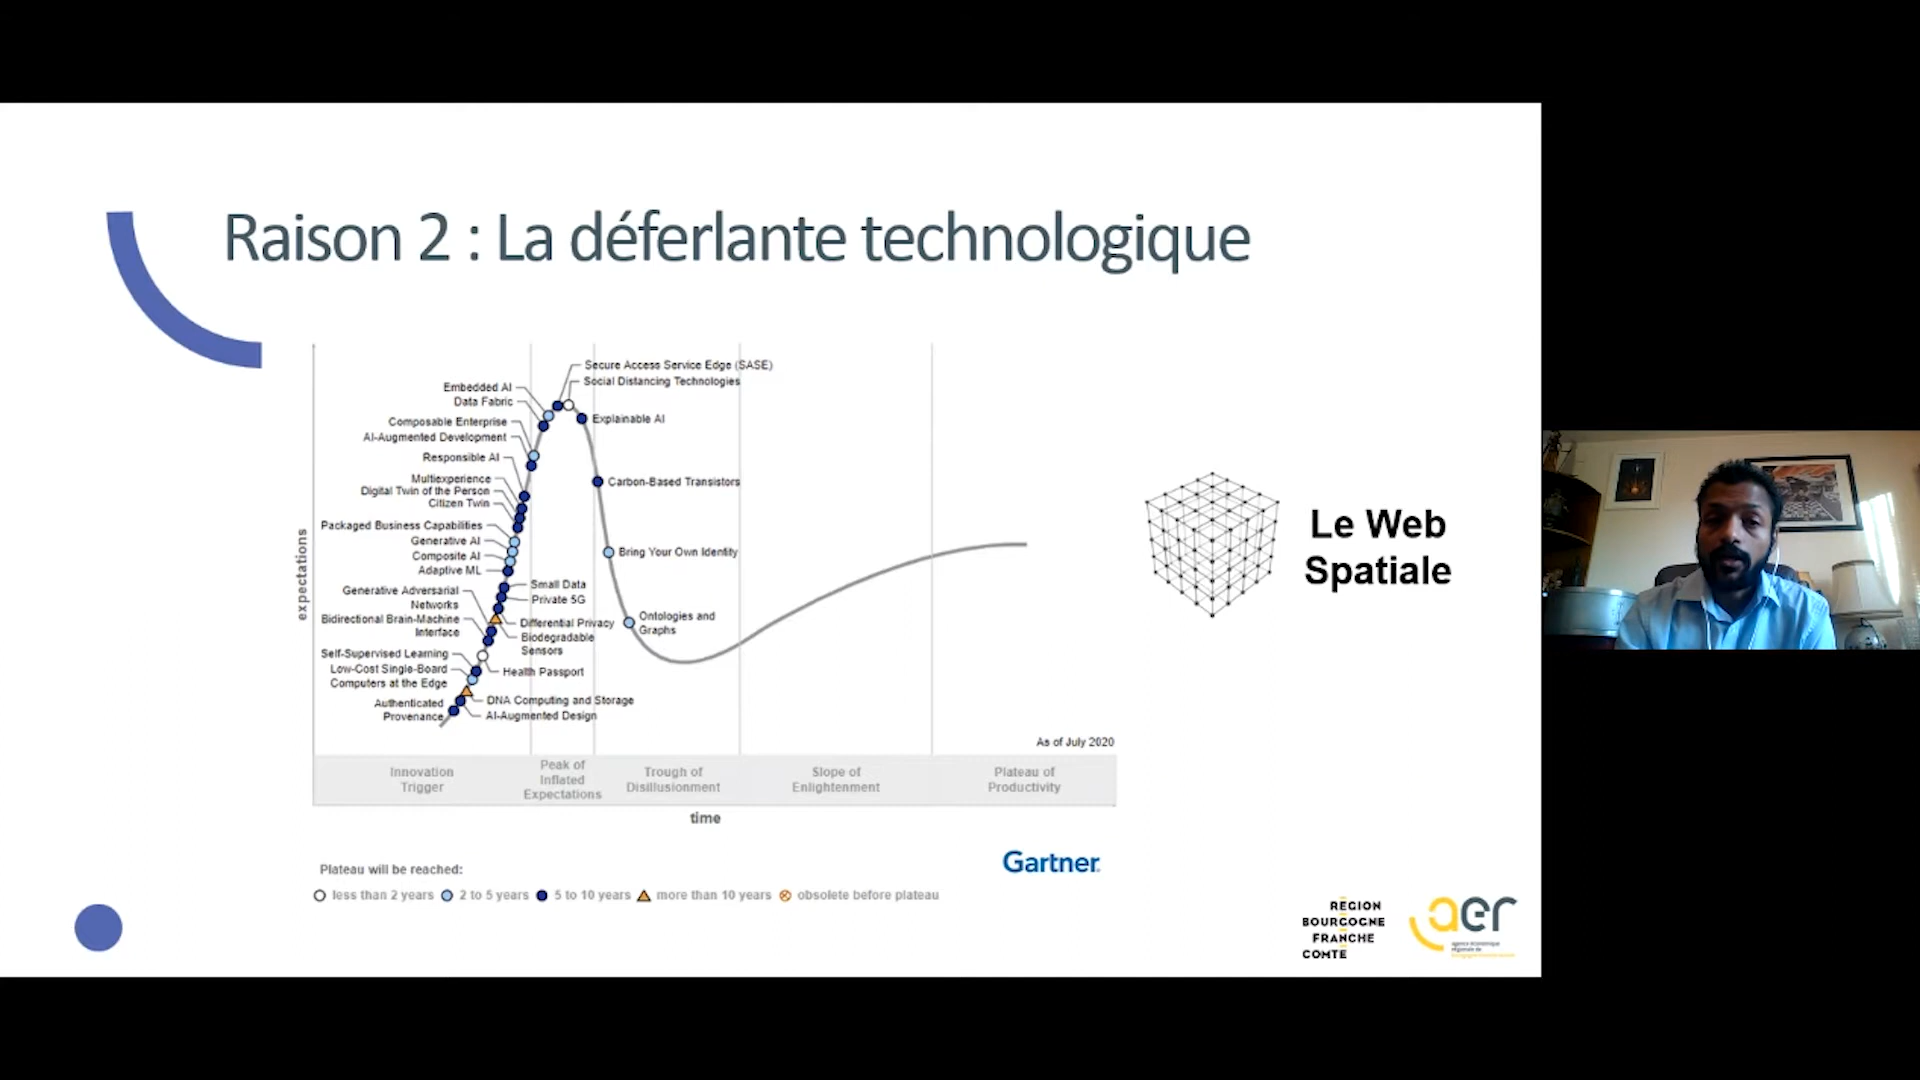 Raison 2 : La déferlante technologique
Secure Access Service Edge (SASE)
Social Distancing Technologies
Embedded AI
Data Fabric
Explainable AI
Composable Enterprise
AI-Augmented Development
Responsible AI
Multiexperience
Digital Twin of the Person
Citizen Twin
Carbon-Based Transistors
Packaged Business Capabilities
Generative AI
Composite AI
Adaptive ML
Bring Your Own Identity
Generative Adversarial
Networks
Small Data
Private 5G
Bidirectional Brain-Machine
Interface
Differential Privacy
Biodegradable
Sensors
Ontologies and
Graphs
Self-Supervised Learning
Low-Cost Single-Board
Computers at the Edge
Health Passport
Authenticated
Provenance
DNA Computing and Storage
AI-Augmented Design
expectations
As of July 2020
Innovation
Trigger
Peak of
Inflated
Expectations
Trough of
Disillusionment
Slope of
Enlightenment
Plateau of
Productivity
time
Plateau will be reached:
less than 2 years
2 to 5 years
5 to 10 years
more than 10 years
obsolete before plateau
Gartner
Le Web
Spatiale
REGION
BOURGOGNE
FRANCHE
COMTE
aer